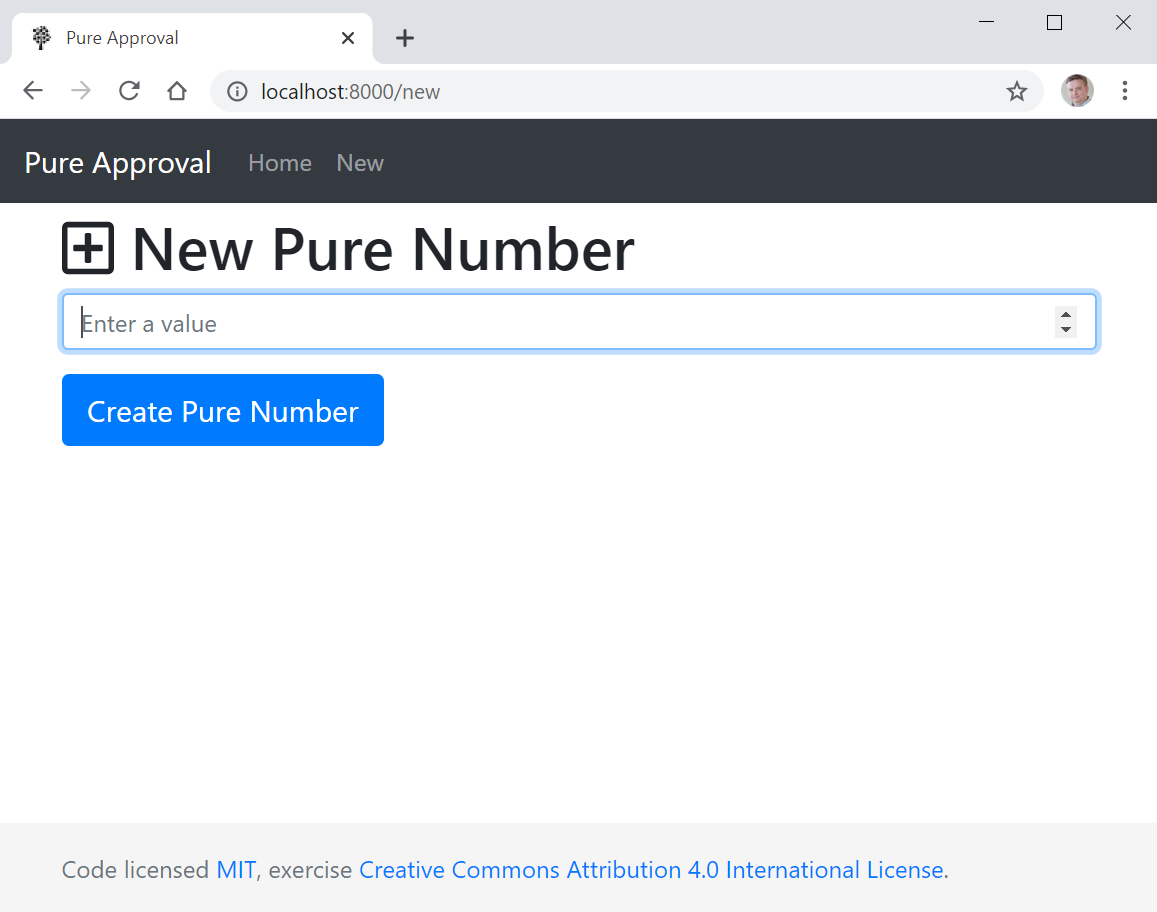 Pure Approval
localhost:8000/new
Pure Approval Home New
New Pure Number
Enter a value
Create Pure Number
Code licensed MIT, exercise Creative Commons Attribution 4.0 International License.